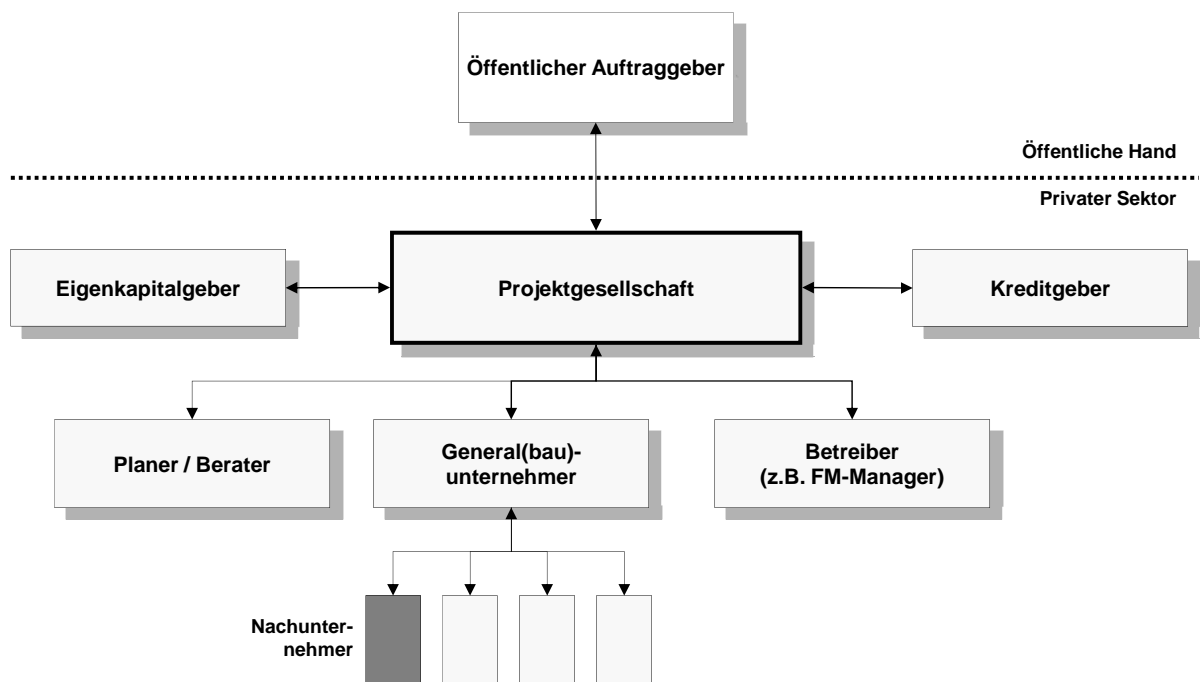 Öffentlicher Auftraggeber
Öffentliche Hand
Privater Sektor
Eigenkapitalgeber
Projektgesellschaft
Kreditgeber
Planer / Berater
General(bau)-
unternehmer
Betreiber
(z.B. FM-Manager)
Nachunter-
nehmer